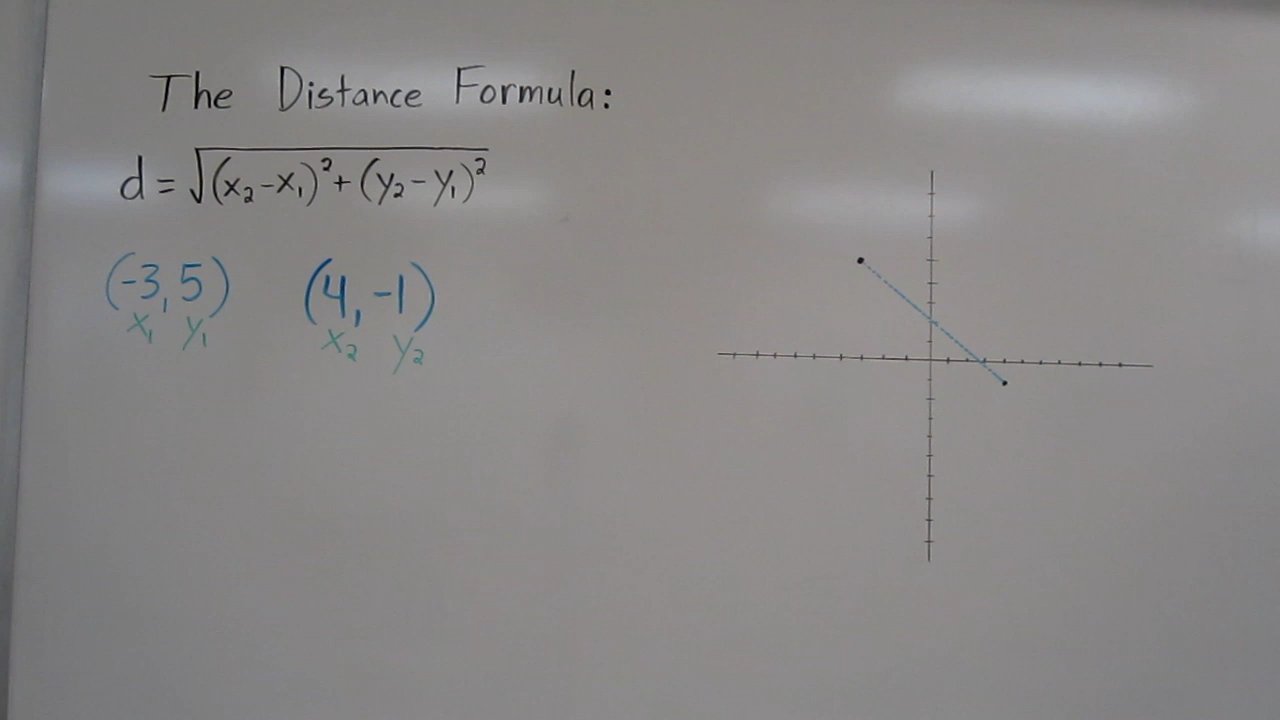 The Distance Formula:
d = √(x₂-x₁)²+(y₂-y₁)²
(-3,5) (4,-1)
x₁ y₁ x₂ y₂